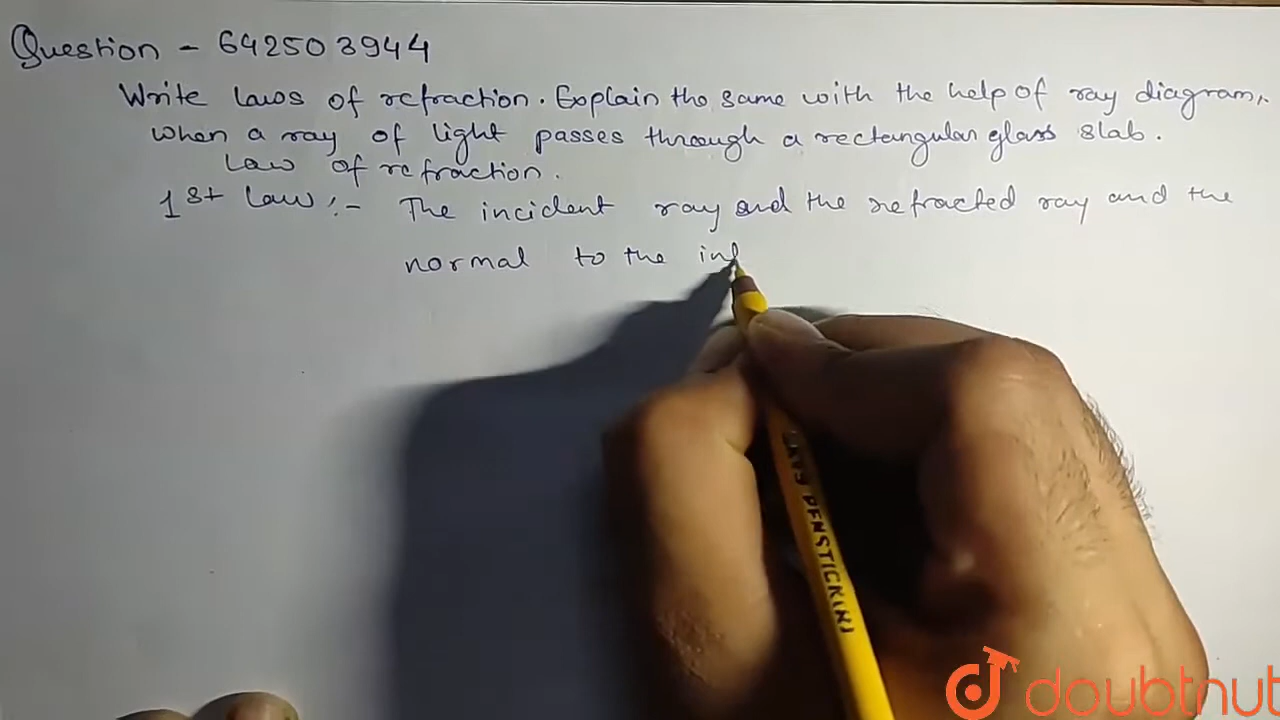 Question - 642503944
Write laws of refraction. Explain the same with the help of ray diagram,
when a ray of light passes through a rectangular glass slab.
Law of refraction.
1st Law :- The incident ray and the refracted ray and the
normal to the inf
PENSTICK
doubtnut